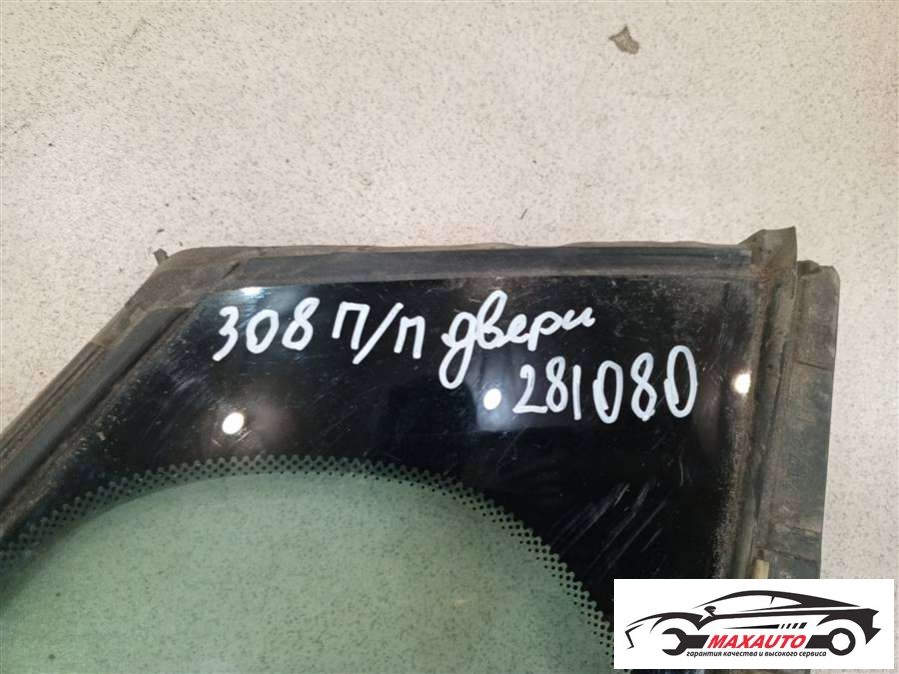 308 п/п двери
281080
MAXAUTO
гарантия качества и высокого сервиса